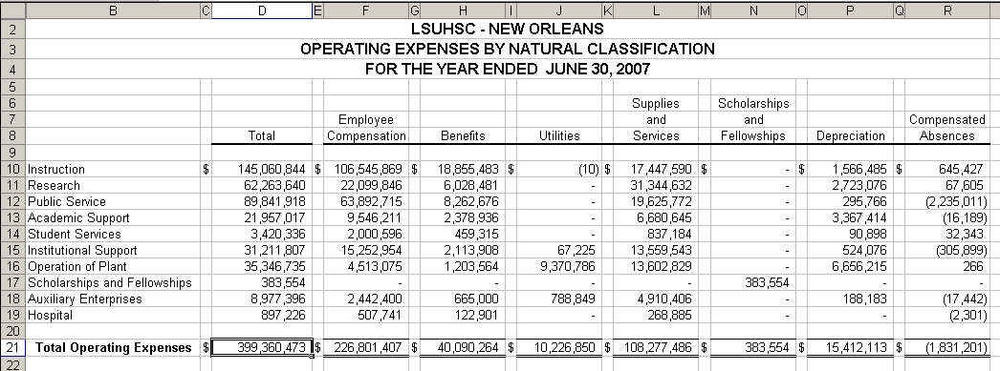 B C D E F G H I J K L M N O P Q R
2 LSUHSC - NEW ORLEANS
3 OPERATING EXPENSES BY NATURAL CLASSIFICATION
4 FOR THE YEAR ENDED JUNE 30, 2007
5
6 Supplies Scholarships
7 Employee and and Compensated
8 Total Compensation Benefits Utilities Services Fellowships Depreciation Absences
9
10 Instruction $ 145,060,844 $ 106,545,869 $ 18,855,483 $ (10) $ 17,447,590 $ - $ 1,566,485 $ 645,427
11 Research 62,263,640 22,099,846 6,028,481 - 31,344,632 - 2,723,076 67,605
12 Public Service 89,841,918 63,892,715 8,262,676 - 19,625,772 - 295,766 (2,235,011)
13 Academic Support 21,957,017 9,546,211 2,378,936 - 6,680,645 - 3,367,414 (16,189)
14 Student Services 3,420,336 2,000,596 459,315 - 837,184 - 90,898 32,343
15 Institutional Support 31,211,807 15,252,954 2,113,908 67,225 13,559,543 - 524,076 (305,899)
16 Operation of Plant 35,346,735 4,513,075 1,203,564 9,370,786 13,602,829 - 6,656,215 266
17 Scholarships and Fellowships 383,554 - - - - 383,554 - -
18 Auxiliary Enterprises 8,977,396 2,442,400 665,000 788,849 4,910,406 - 188,183 (17,442)
19 Hospital 897,226 507,741 122,901 - 268,885 - - (2,301)
20
21 Total Operating Expenses $ 399,360,473 $ 226,801,407 $ 40,090,264 $ 10,226,850 $ 108,277,486 $ 383,554 $ 15,412,113 $ (1,831,201)
22